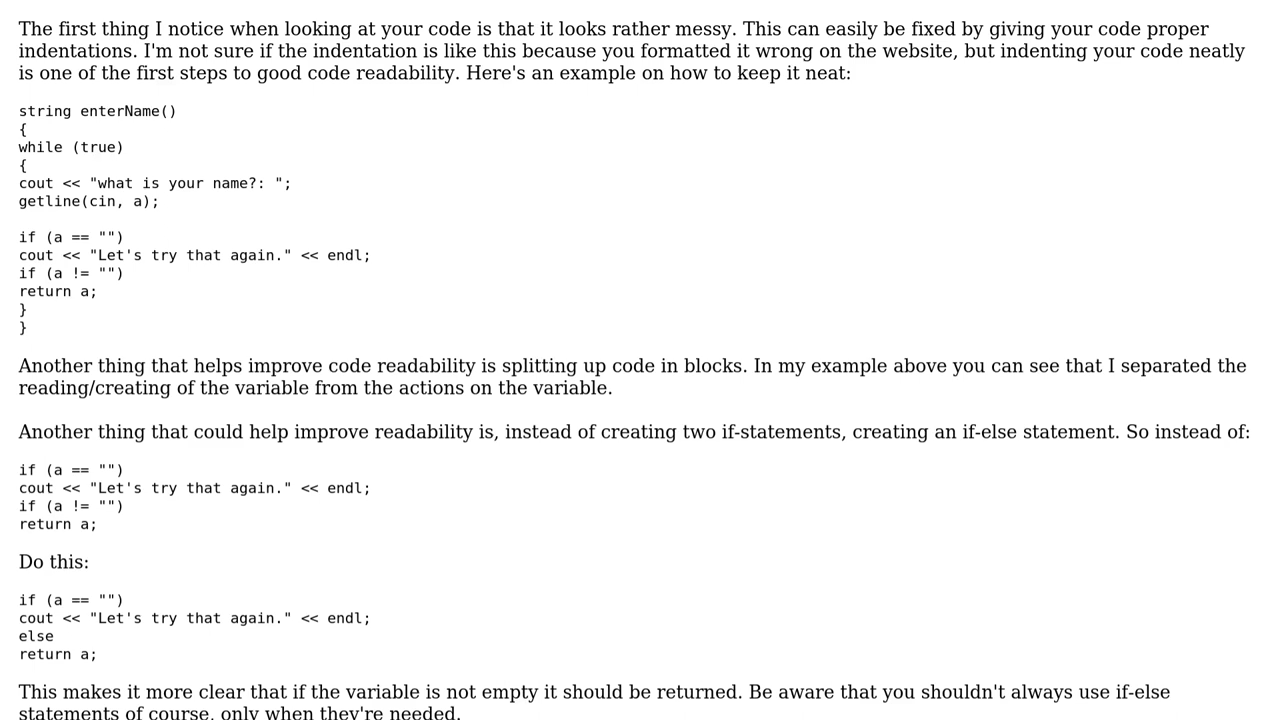 The first thing I notice when looking at your code is that it looks rather messy. This can easily be fixed by giving your code proper
indentations. I'm not sure if the indentation is like this because you formatted it wrong on the website, but indenting your code neatly
is one of the first steps to good code readability. Here's an example on how to keep it neat:
string enterName()
{
while (true)
{
cout << "what is your name?: ";
getline(cin, a);
if (a == "")
cout << "Let's try that again." << endl;
if (a != "")
return a;
}
}
Another thing that helps improve code readability is splitting up code in blocks. In my example above you can see that I separated the
reading/creating of the variable from the actions on the variable.
Another thing that could help improve readability is, instead of creating two if-statements, creating an if-else statement. So instead of:
if (a == "")
cout << "Let's try that again." << endl;
if (a != "")
return a;
Do this:
if (a == "")
cout << "Let's try that again." << endl;
else
return a;
This makes it more clear that if the variable is not empty it should be returned. Be aware that you shouldn't always use if-else
statements of course, only when they're needed.